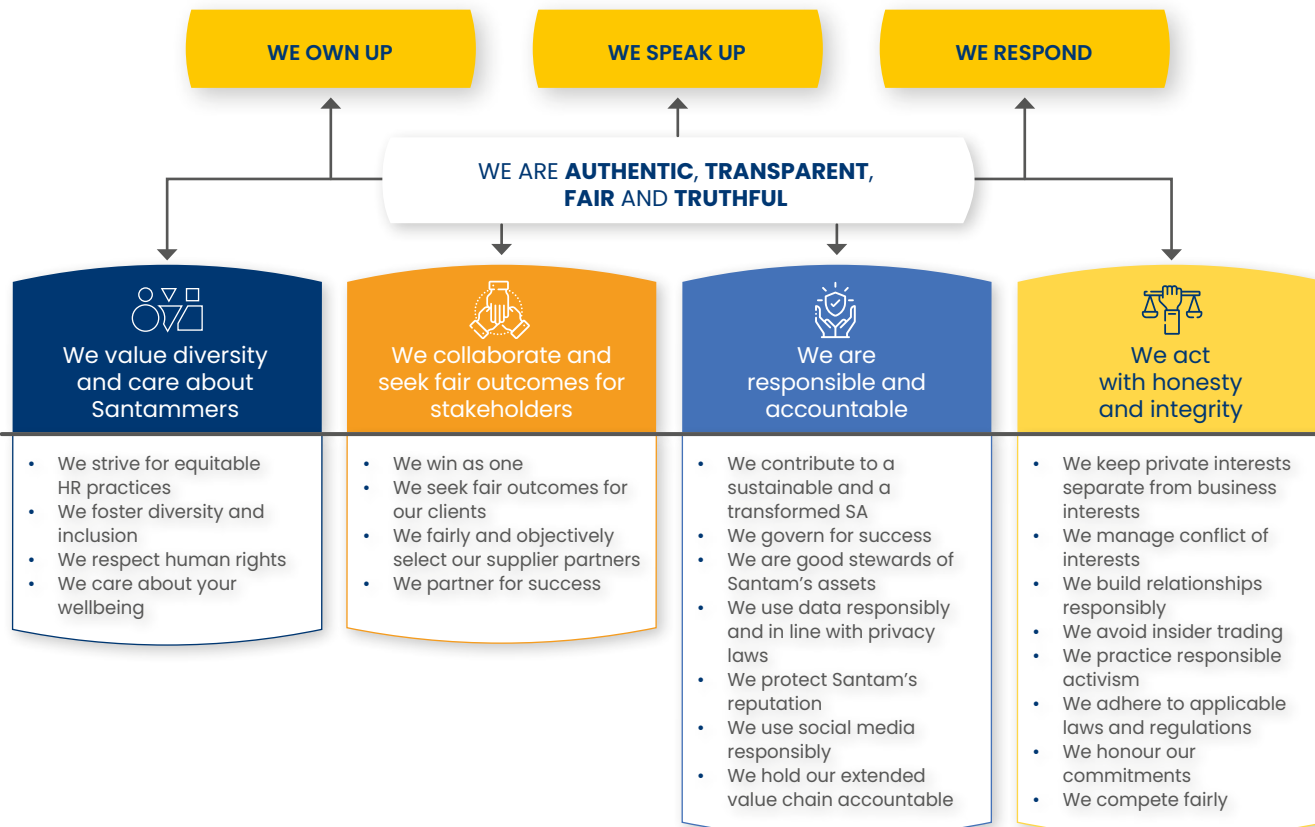 WE OWN UP
WE SPEAK UP
WE RESPOND
WE ARE AUTHENTIC, TRANSPARENT,
FAIR AND TRUTHFUL
We value diversity
and care about
Santammers
• We strive for equitable
HR practices
• We foster diversity and
inclusion
• We respect human rights
• We care about your
wellbeing
We collaborate and
seek fair outcomes for
stakeholders
• We win as one
• We seek fair outcomes for
our clients
• We fairly and objectively
select our supplier partners
• We partner for success
We are
responsible and
accountable
• We contribute to a
sustainable and a
transformed SA
• We govern for success
• We are good stewards of
Santam’s assets
• We use data responsibly
and in line with privacy
laws
• We protect Santam’s
reputation
• We use social media
responsibly
• We hold our extended
value chain accountable
We act
with honesty
and integrity
• We keep private interests
separate from business
interests
• We manage conflict of
interests
• We build relationships
responsibly
• We avoid insider trading
• We practice responsible
activism
• We adhere to applicable
laws and regulations
• We honour our
commitments
• We compete fairly